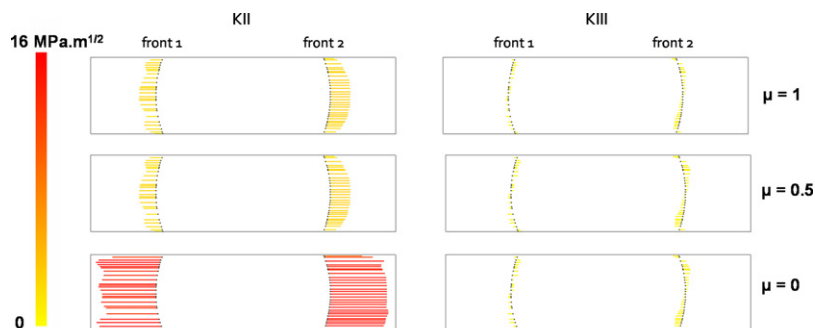 KII KIII
16 MPa.m1/2 front 1 front 2 front 1 front 2
μ = 1
μ = 0.5
0 μ = 0